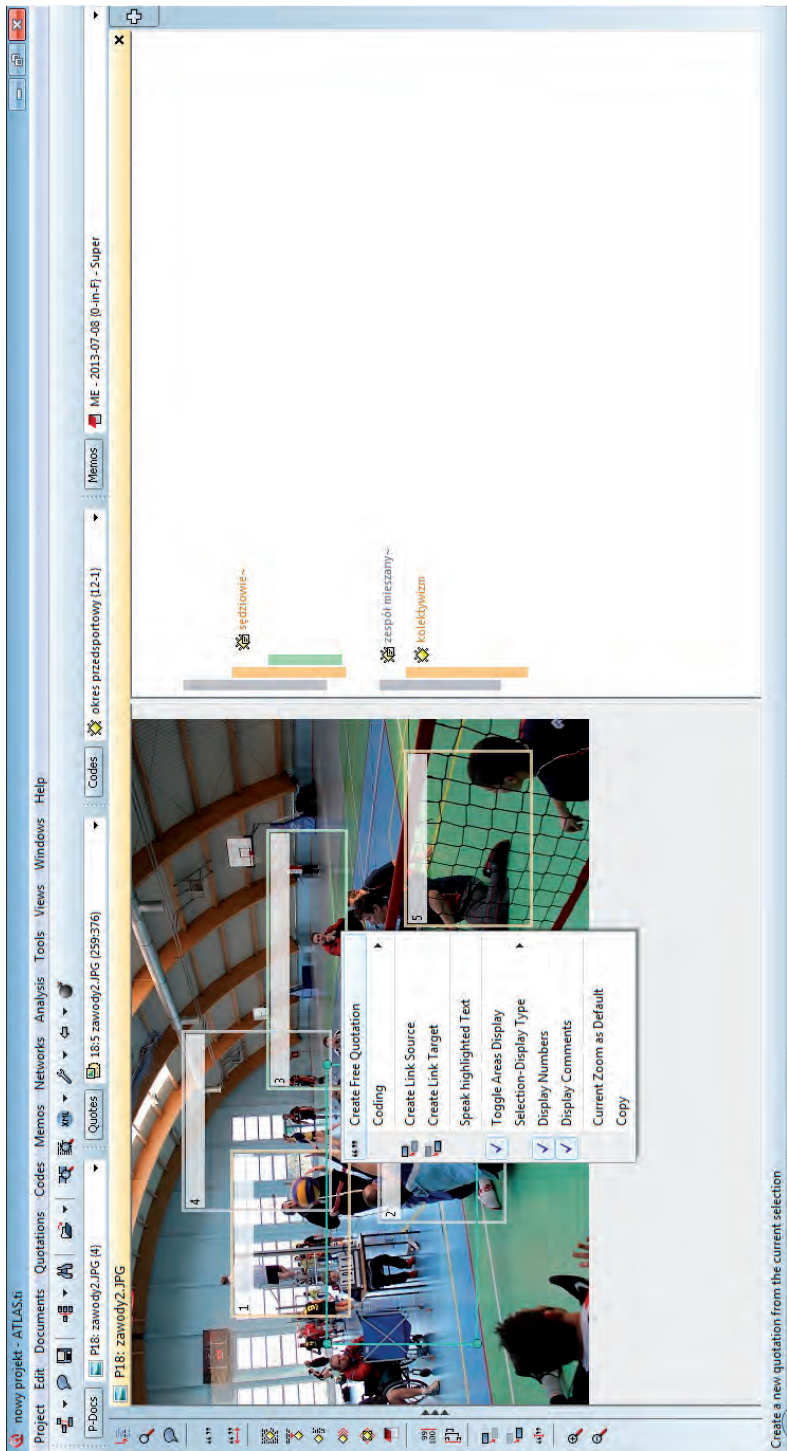 nowy projekt - ATLAS.ti
Project Edit Documents Quotations Codes Memos Networks Analysis Tools Views Windows Help
XML
P-Docs P18: zawody2.JPG {4} Quotes 18:5 zawody2.JPG (259:376) Codes okres przedsportowy {12-1} Memos ME - 2013-07-08 {0-in-F} - Super
P18: zawody2.JPG
4
3
1
5
2
“” Create Free Quotation
Coding
Create Link Source
Create Link Target
Speak highlighted Text
Toggle Areas Display
Selection-Display Type
Display Numbers
Display Comments
Current Zoom as Default
Copy
sędziowie~
zespół mieszany~
kolektywizm
Create a new quotation from the current selection